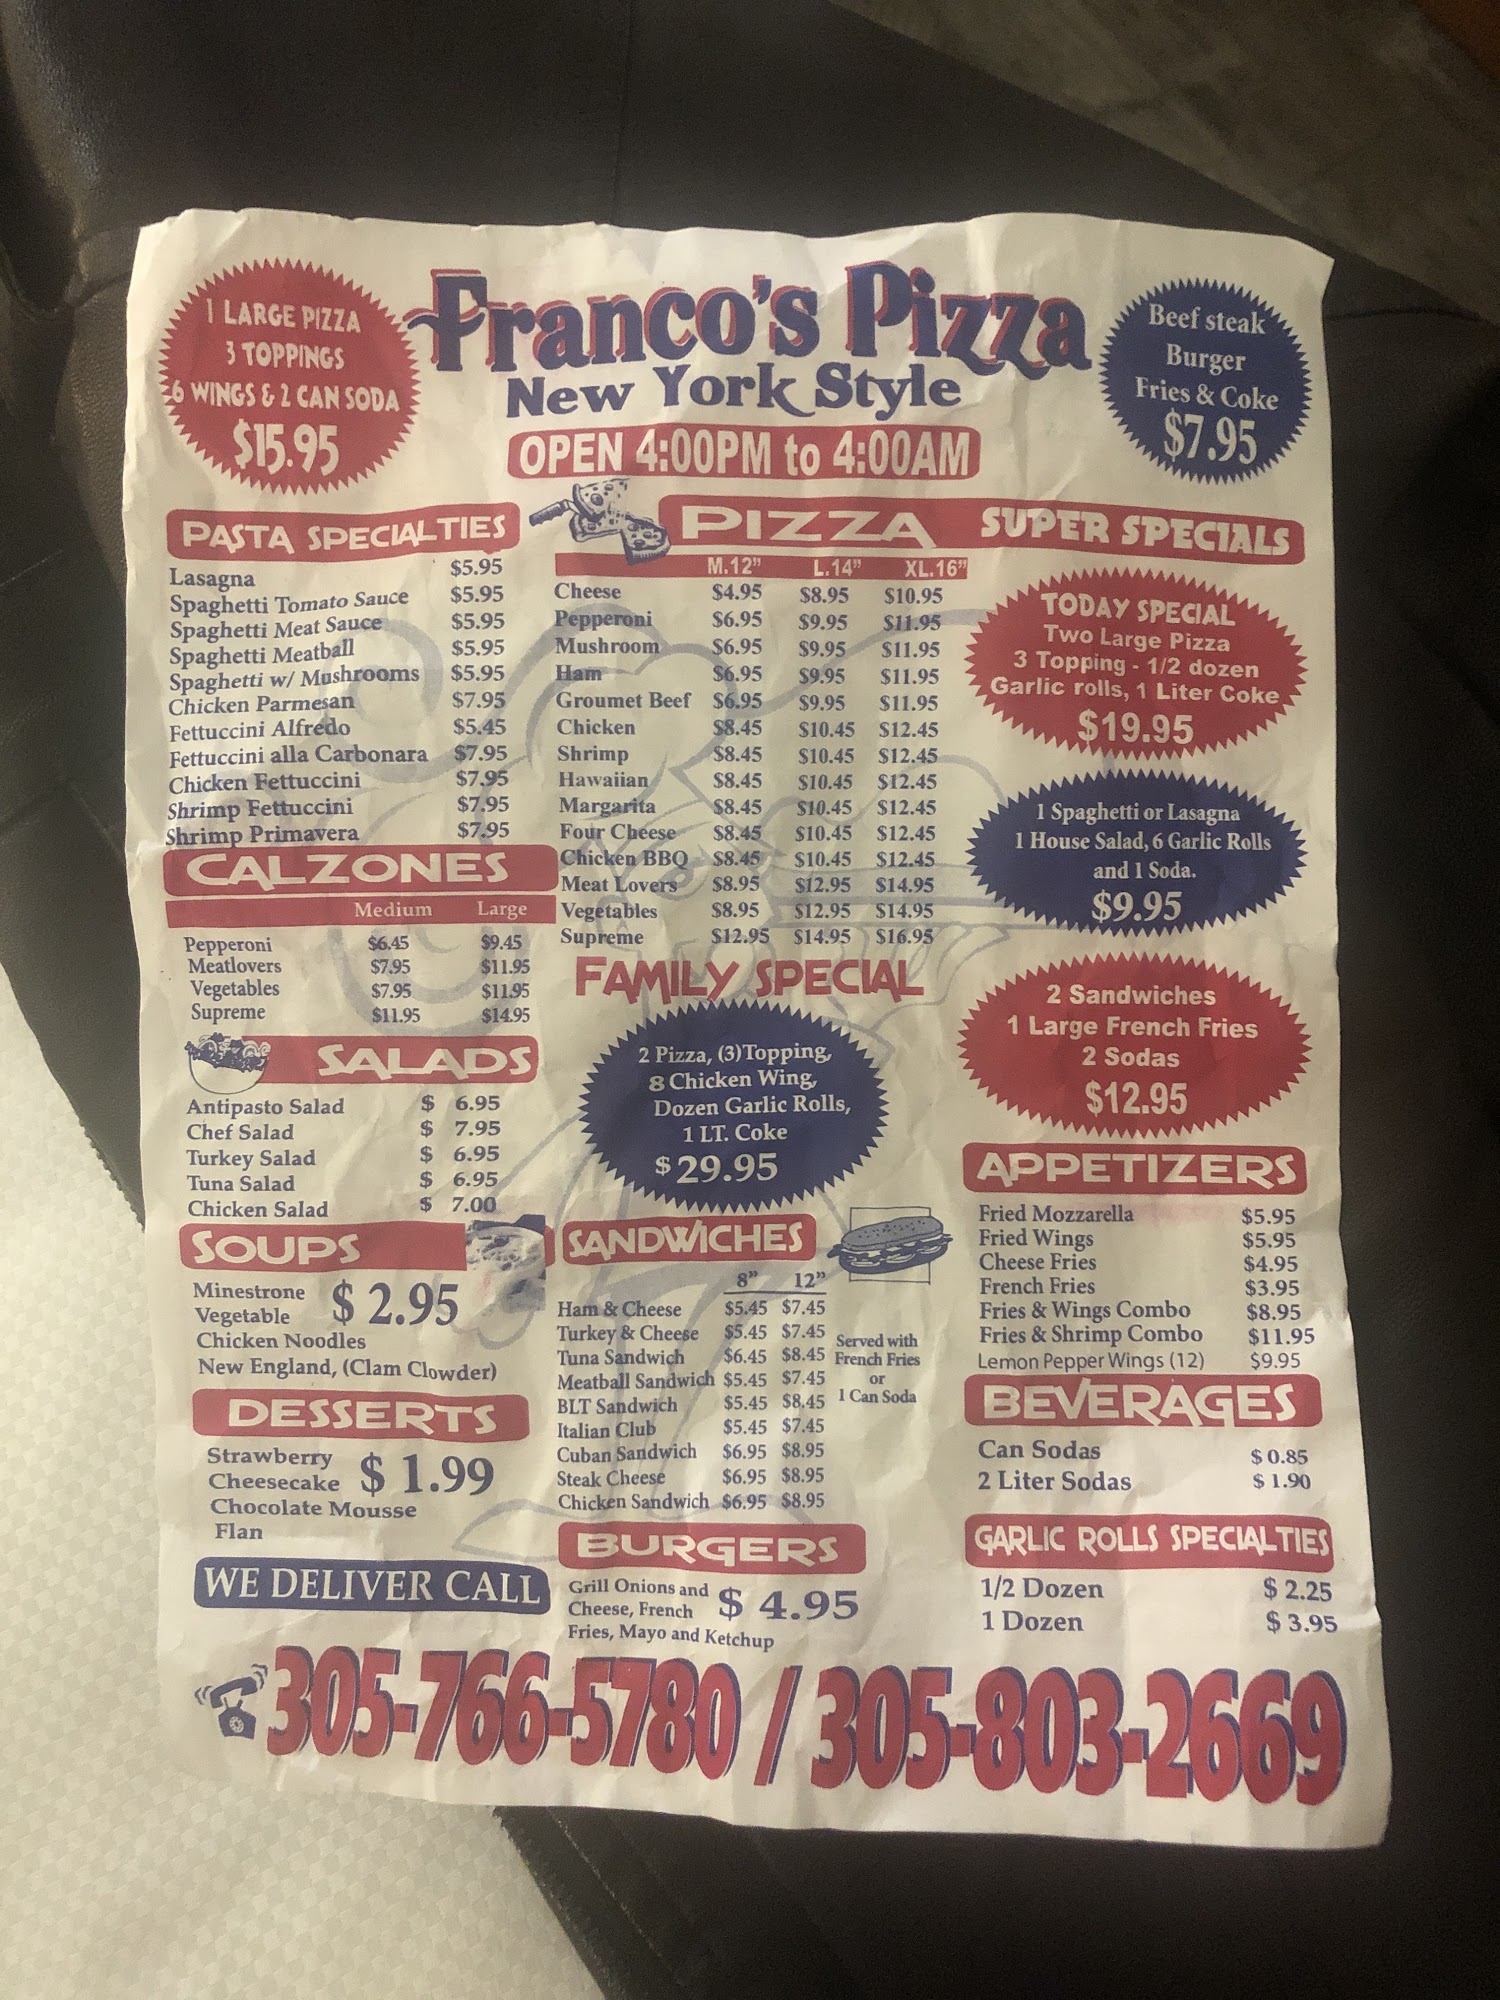 1 LARGE PIZZA
3 TOPPINGS
6 WINGS & 2 CAN SODA
$15.95
Franco's Pizza
New York Style
OPEN 4:00PM to 4:00AM
Beef steak
Burger
Fries & Coke
$7.95
PASTA SPECIALTIES
Lasagna $5.95
Spaghetti Tomato Sauce $5.95
Spaghetti Meat Sauce $5.95
Spaghetti Meatball $5.95
Spaghetti w/ Mushrooms $5.95
Chicken Parmesan $7.95
Fettuccini Alfredo $5.45
Fettuccini alla Carbonara $7.95
Chicken Fettuccini $7.95
Shrimp Fettuccini $7.95
Shrimp Primavera $7.95
CALZONES
Medium Large
Pepperoni $6.45 $9.45
Meatlovers $7.95 $11.95
Vegetables $7.95 $11.95
Supreme $11.95 $14.95
SALADS
Antipasto Salad $ 6.95
Chef Salad $ 7.95
Turkey Salad $ 6.95
Tuna Salad $ 6.95
Chicken Salad $ 7.00
SOUPS
Minestrone
Vegetable $ 2.95
Chicken Noodles
New England, (Clam Clowder)
DESSERTS
Strawberry
Cheesecake $ 1.99
Chocolate Mousse
Flan
WE DELIVER CALL
PIZZA
M.12" L.14" XL.16"
Cheese $4.95 $8.95 $10.95
Pepperoni $6.95 $9.95 $11.95
Mushroom $6.95 $9.95 $11.95
Ham $6.95 $9.95 $11.95
Groumet Beef $6.95 $9.95 $11.95
Chicken $8.45 $10.45 $12.45
Shrimp $8.45 $10.45 $12.45
Hawaiian $8.45 $10.45 $12.45
Margarita $8.45 $10.45 $12.45
Four Cheese $8.45 $10.45 $12.45
Chicken BBQ $8.45 $10.45 $12.45
Meat Lovers $8.95 $12.95 $14.95
Vegetables $8.95 $12.95 $14.95
Supreme $12.95 $14.95 $16.95
FAMILY SPECIAL
2 Pizza, (3)Topping,
8 Chicken Wing,
Dozen Garlic Rolls,
1 LT. Coke
$ 29.95
SANDWICHES
8" 12"
Ham & Cheese $5.45 $7.45
Turkey & Cheese $5.45 $7.45
Tuna Sandwich $6.45 $8.45
Meatball Sandwich $5.45 $7.45
BLT Sandwich $5.45 $8.45
Italian Club $5.45 $7.45
Cuban Sandwich $6.95 $8.95
Steak Cheese $6.95 $8.95
Chicken Sandwich $6.95 $8.95
Served with
French Fries
or
1 Can Soda
BURGERS
Grill Onions and
Cheese, French $ 4.95
Fries, Mayo and Ketchup
SUPER SPECIALS
TODAY SPECIAL
Two Large Pizza
3 Topping - 1/2 dozen
Garlic rolls, 1 Liter Coke
$19.95
1 Spaghetti or Lasagna
1 House Salad, 6 Garlic Rolls
and 1 Soda.
$9.95
2 Sandwiches
1 Large French Fries
2 Sodas
$12.95
APPETIZERS
Fried Mozzarella $5.95
Fried Wings $5.95
Cheese Fries $4.95
French Fries $3.95
Fries & Wings Combo $8.95
Fries & Shrimp Combo $11.95
Lemon Pepper Wings (12) $9.95
BEVERAGES
Can Sodas $ 0.85
2 Liter Sodas $ 1.90
GARLIC ROLLS SPECIALTIES
1/2 Dozen $ 2.25
1 Dozen $ 3.95
305-766-5780 / 305-803-2669